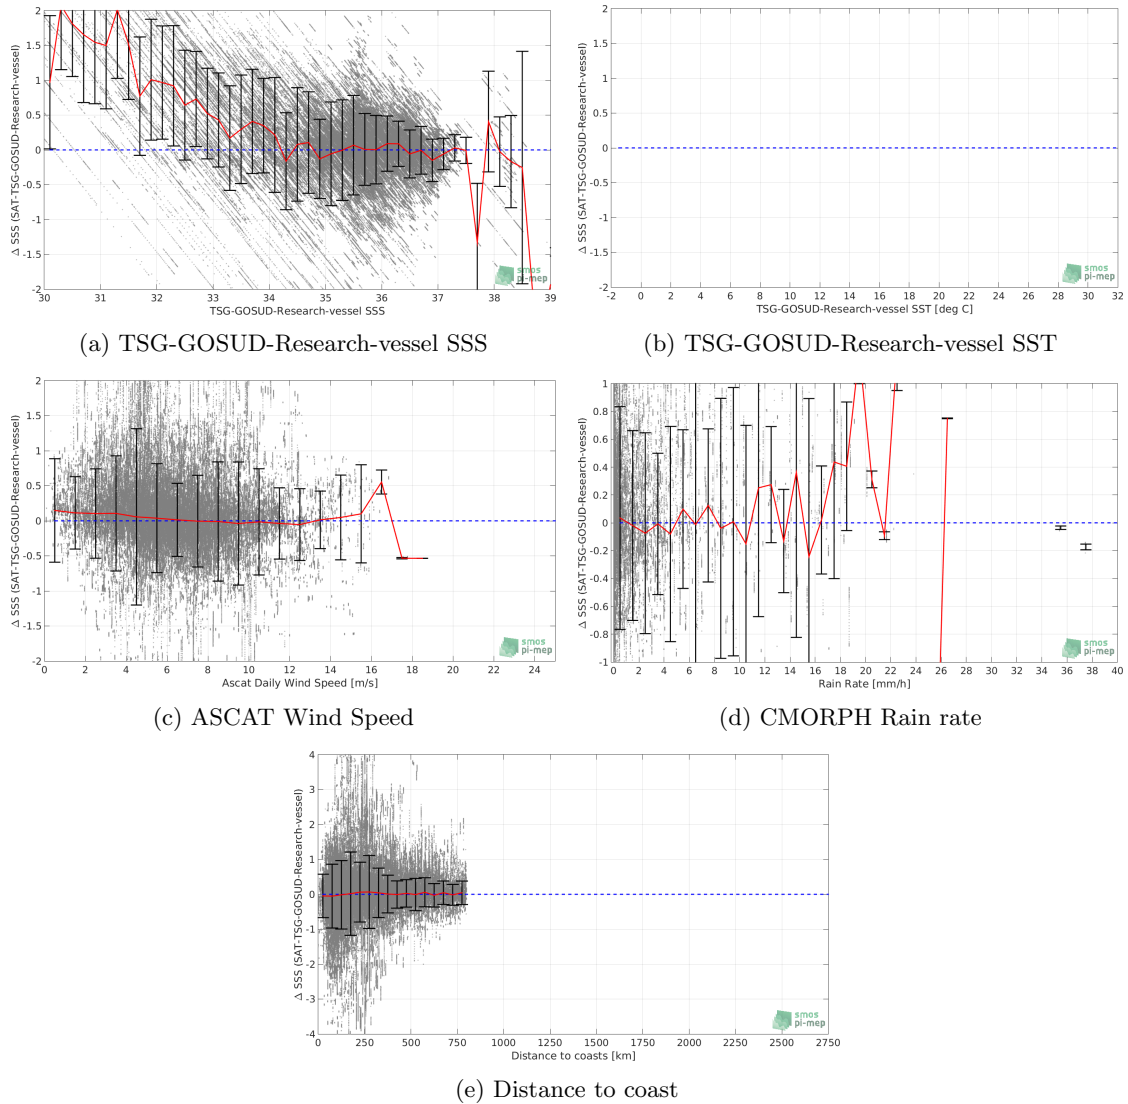 2
1.5
1
0.5
0
-0.5
-1
-1.5
-2
Δ SSS (SAT-TSG-GOSUD-Research-vessel)
30 31 32 33 34 35 36 37 38 39
TSG-GOSUD-Research-vessel SSS
smos
pi-mep
(a) TSG-GOSUD-Research-vessel SSS
2
1.5
1
0.5
0
-0.5
-1
-1.5
-2
Δ SSS (SAT-TSG-GOSUD-Research-vessel)
-2 0 2 4 6 8 10 12 14 16 18 20 22 24 26 28 30 32
TSG-GOSUD-Research-vessel SST [deg C]
smos
pi-mep
(b) TSG-GOSUD-Research-vessel SST
2
1.5
1
0.5
0
-0.5
-1
-1.5
-2
Δ SSS (SAT-TSG-GOSUD-Research-vessel)
0 2 4 6 8 10 12 14 16 18 20 22 24
Ascat Daily Wind Speed [m/s]
smos
pi-mep
(c) ASCAT Wind Speed
1
0.8
0.6
0.4
0.2
0
-0.2
-0.4
-0.6
-0.8
-1
Δ SSS (SAT-TSG-GOSUD-Research-vessel)
0 2 4 6 8 10 12 14 16 18 20 22 24 26 28 30 32 34 36 38 40
Rain Rate [mm/h]
smos
pi-mep
(d) CMORPH Rain rate
4
3
2
1
0
-1
-2
-3
-4
Δ SSS (SAT-TSG-GOSUD-Research-vessel)
0 250 500 750 1000 1250 1500 1750 2000 2250 2500 2750
Distance to coasts [km]
smos
pi-mep
(e) Distance to coast